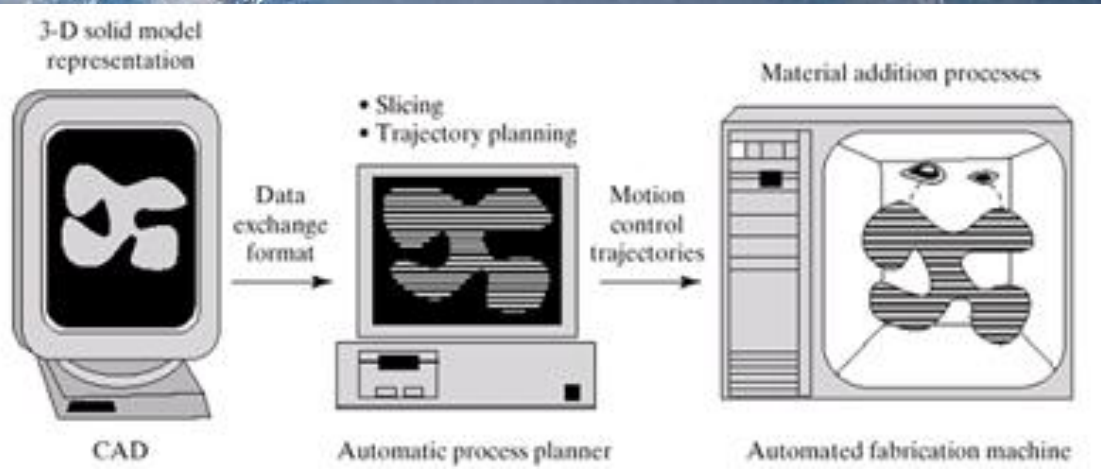 3-D solid model
representation
• Slicing
• Trajectory planning
Material addition processes
Data
exchange
format
Motion
control
trajectories
CAD
Automatic process planner
Automated fabrication machine